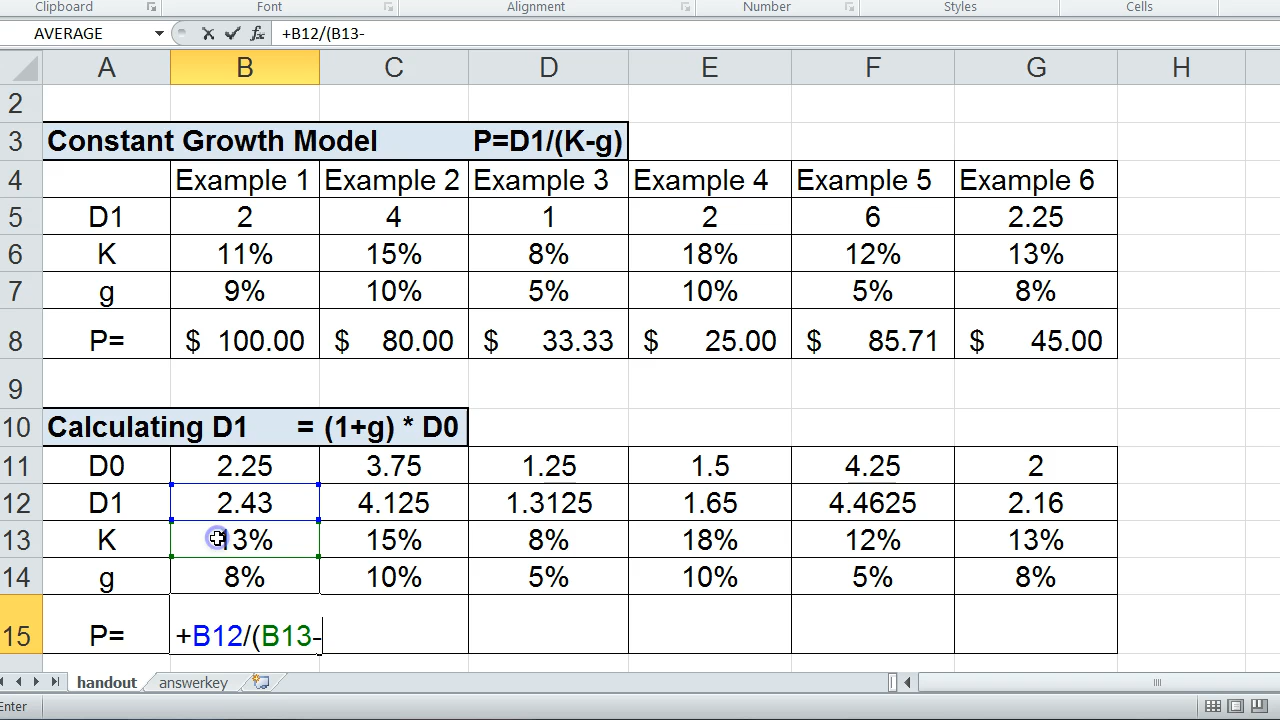 Clipboard Font Alignment Number Styles Cells
AVERAGE fx +B12/(B13-
A B C D E F G H
2
3 Constant Growth Model P=D1/(K-g)
4 Example 1 Example 2 Example 3 Example 4 Example 5 Example 6
5 D1 2 4 1 2 6 2.25
6 K 11% 15% 8% 18% 12% 13%
7 g 9% 10% 5% 10% 5% 8%
8 P= $ 100.00 $ 80.00 $ 33.33 $ 25.00 $ 85.71 $ 45.00
9
10 Calculating D1 = (1+g) * D0
11 D0 2.25 3.75 1.25 1.5 4.25 2
12 D1 2.43 4.125 1.3125 1.65 4.4625 2.16
13 K 13% 15% 8% 18% 12% 13%
14 g 8% 10% 5% 10% 5% 8%
15 P= +B12/(B13-
handout answerkey
Enter